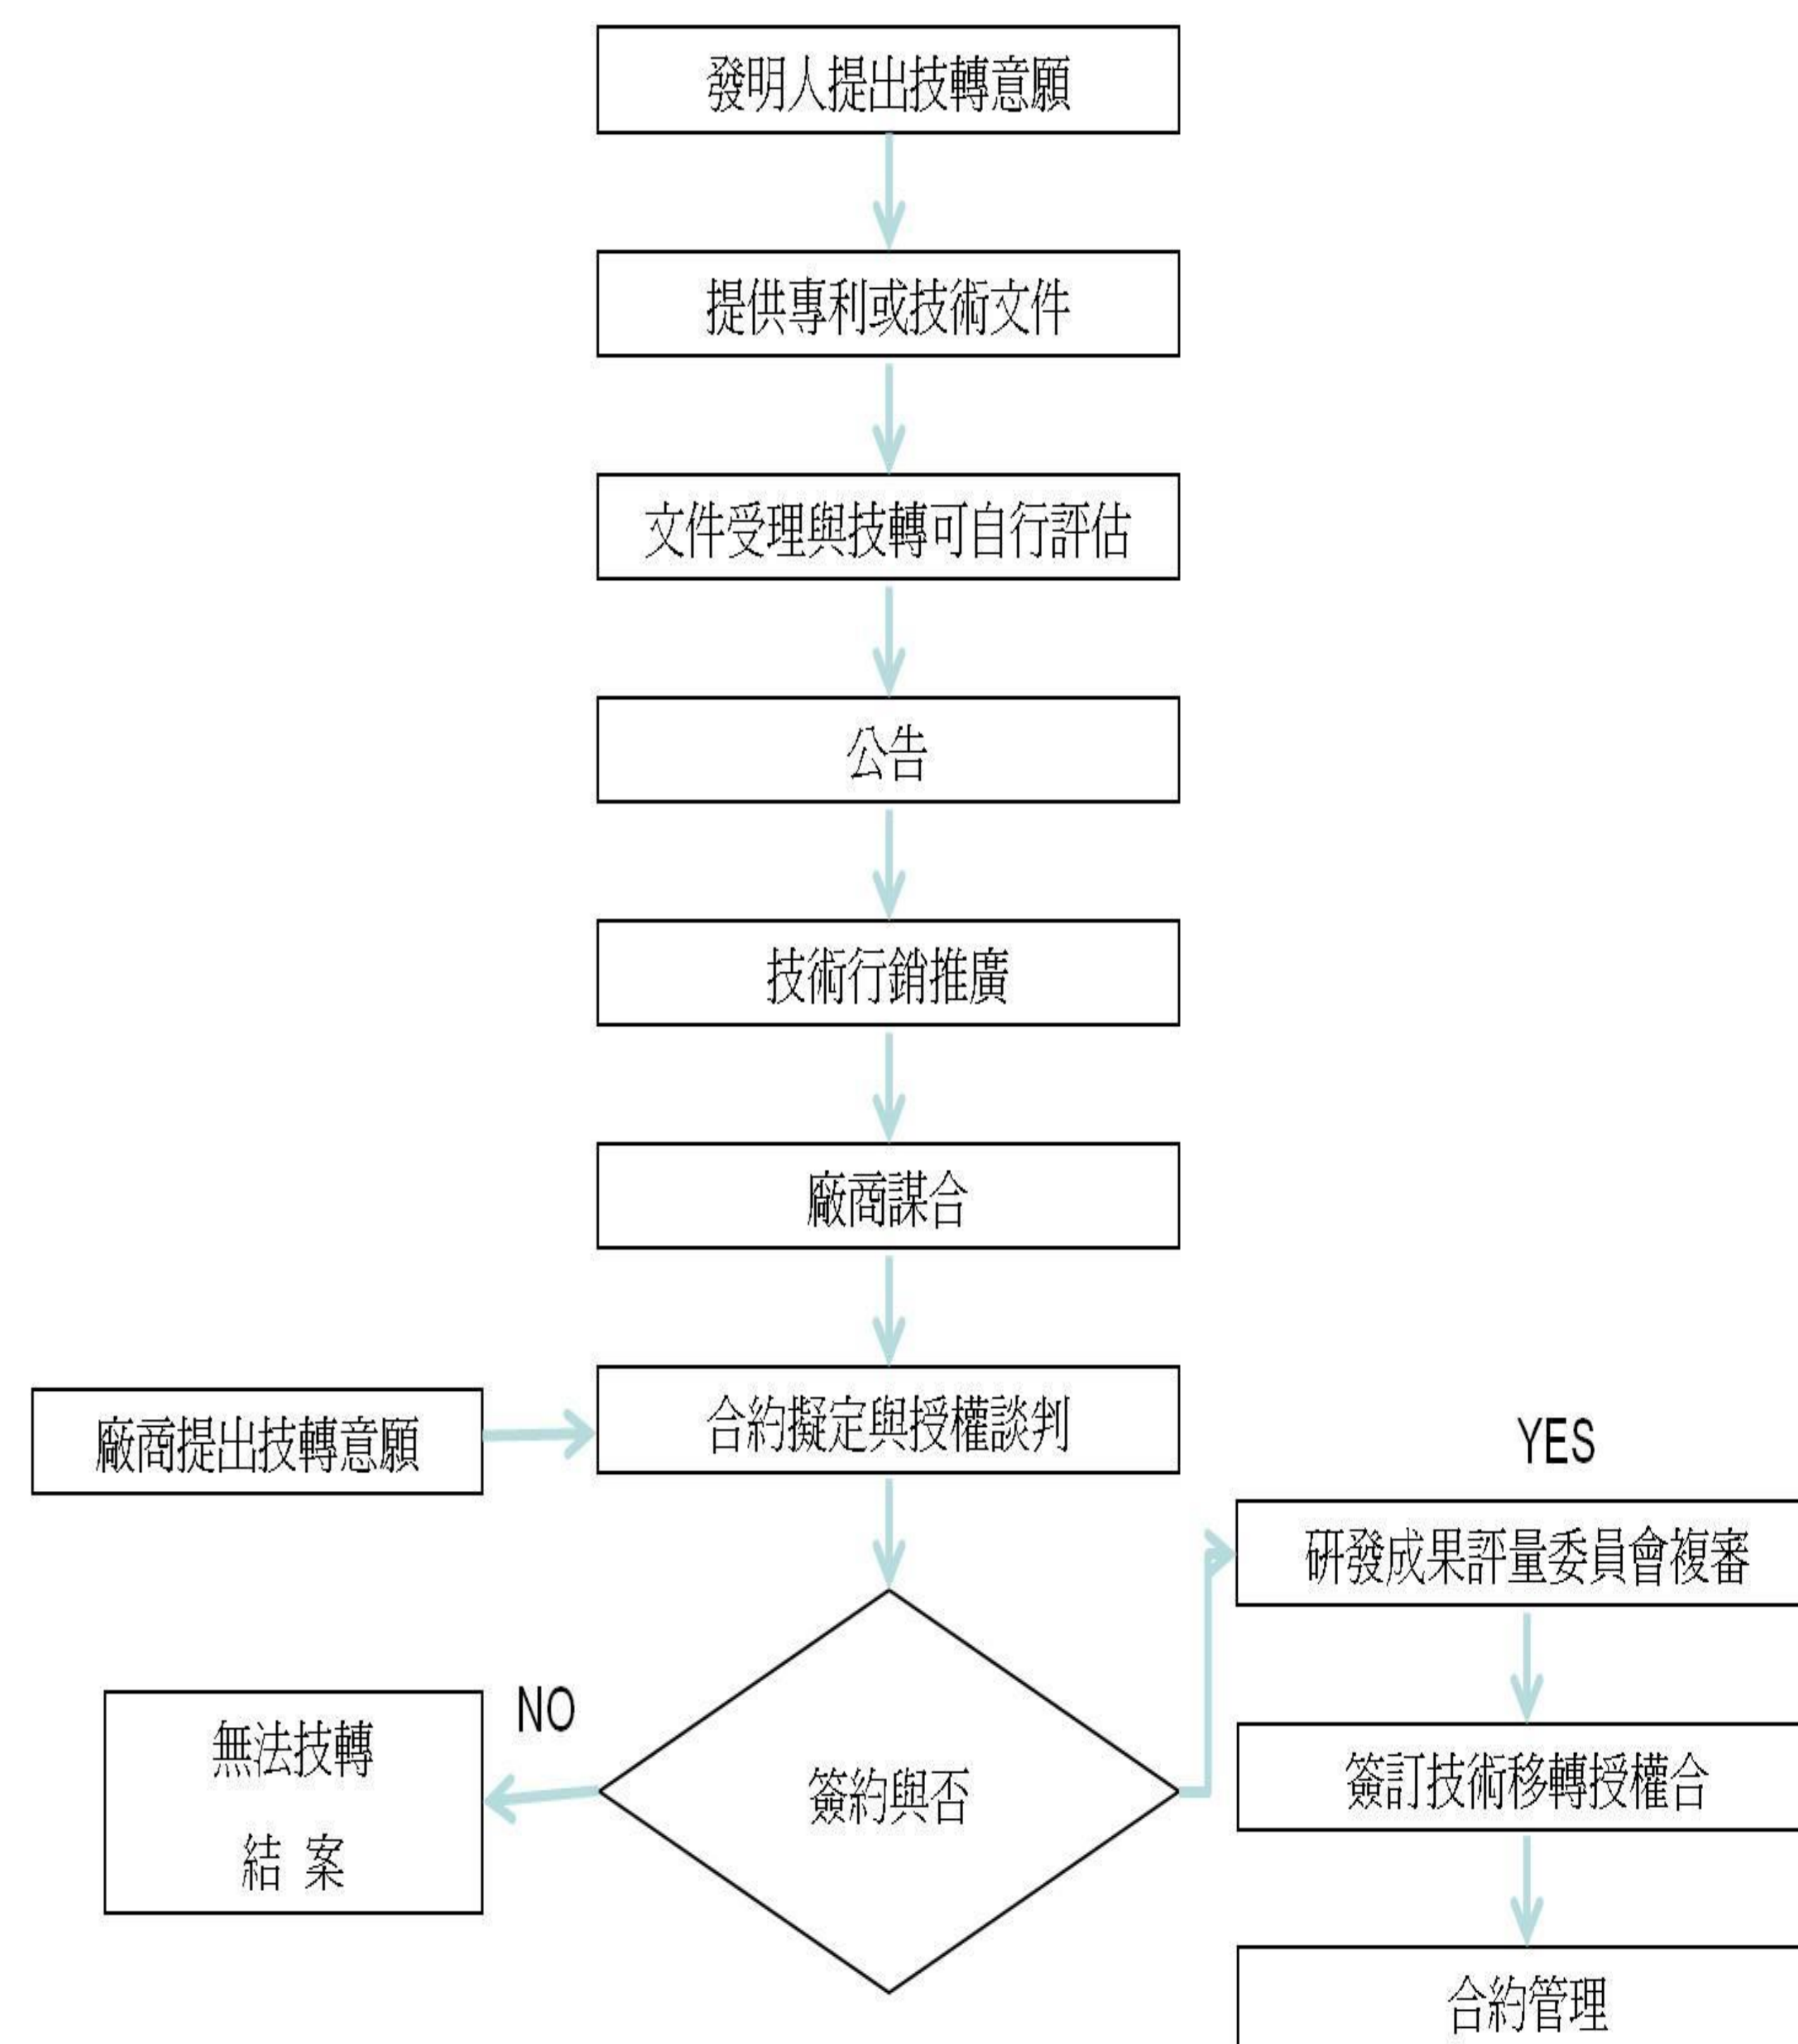 發明人提出技轉意願
提供專利或技術文件
文件受理與技轉可自行評估
公告
技術行銷推廣
廠商謀合
廠商提出技轉意願
合約擬定與授權談判
YES
研發成果評量委員會複審
NO
無法技轉
結 案
簽約與否
簽訂技術移轉授權合
合約管理